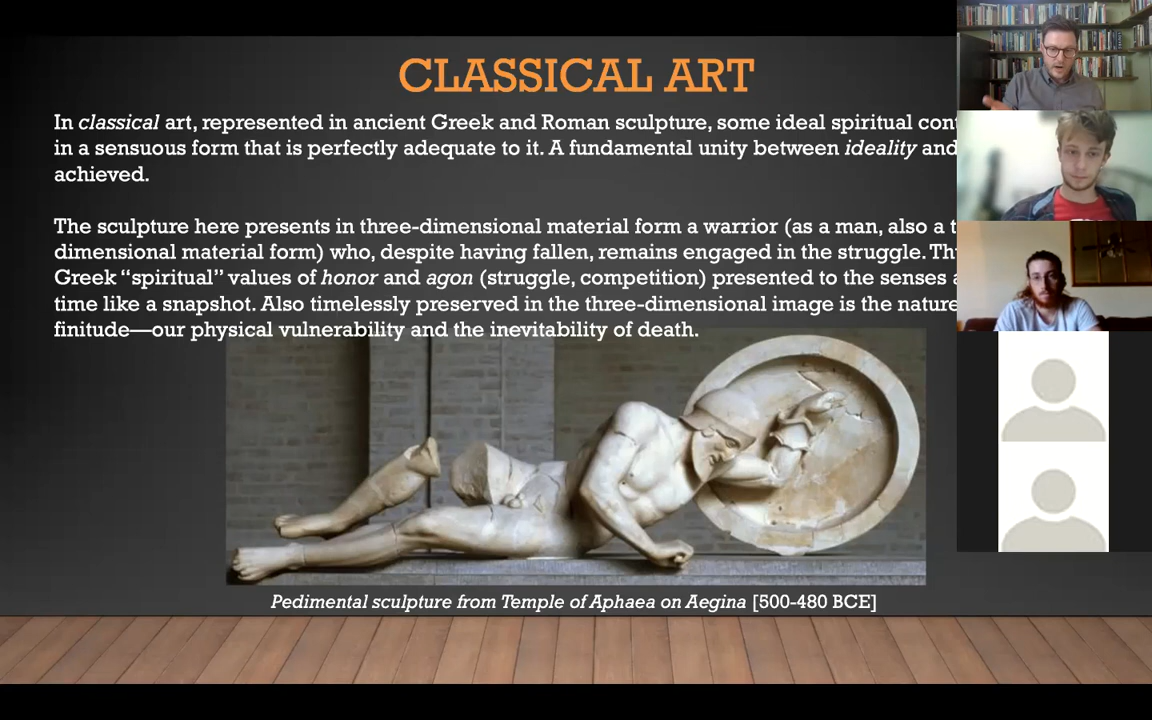 CLASSICAL ART
In classical art, represented in ancient Greek and Roman sculpture, some ideal spiritual
in a sensuous form that is perfectly adequate to it. A fundamental unity between ideality and
achieved.
The sculpture here presents in three-dimensional material form a warrior (as a man, also a
dimensional material form) who, despite having fallen, remains engaged in the struggle.
Greek “spiritual” values of honor and agon (struggle, competition) presented to the senses
time like a snapshot. Also timelessly preserved in the three-dimensional image is the nature
finitude—our physical vulnerability and the inevitability of death.
Pedimental sculpture from Temple of Aphaea on Aegina [500-480 BCE]